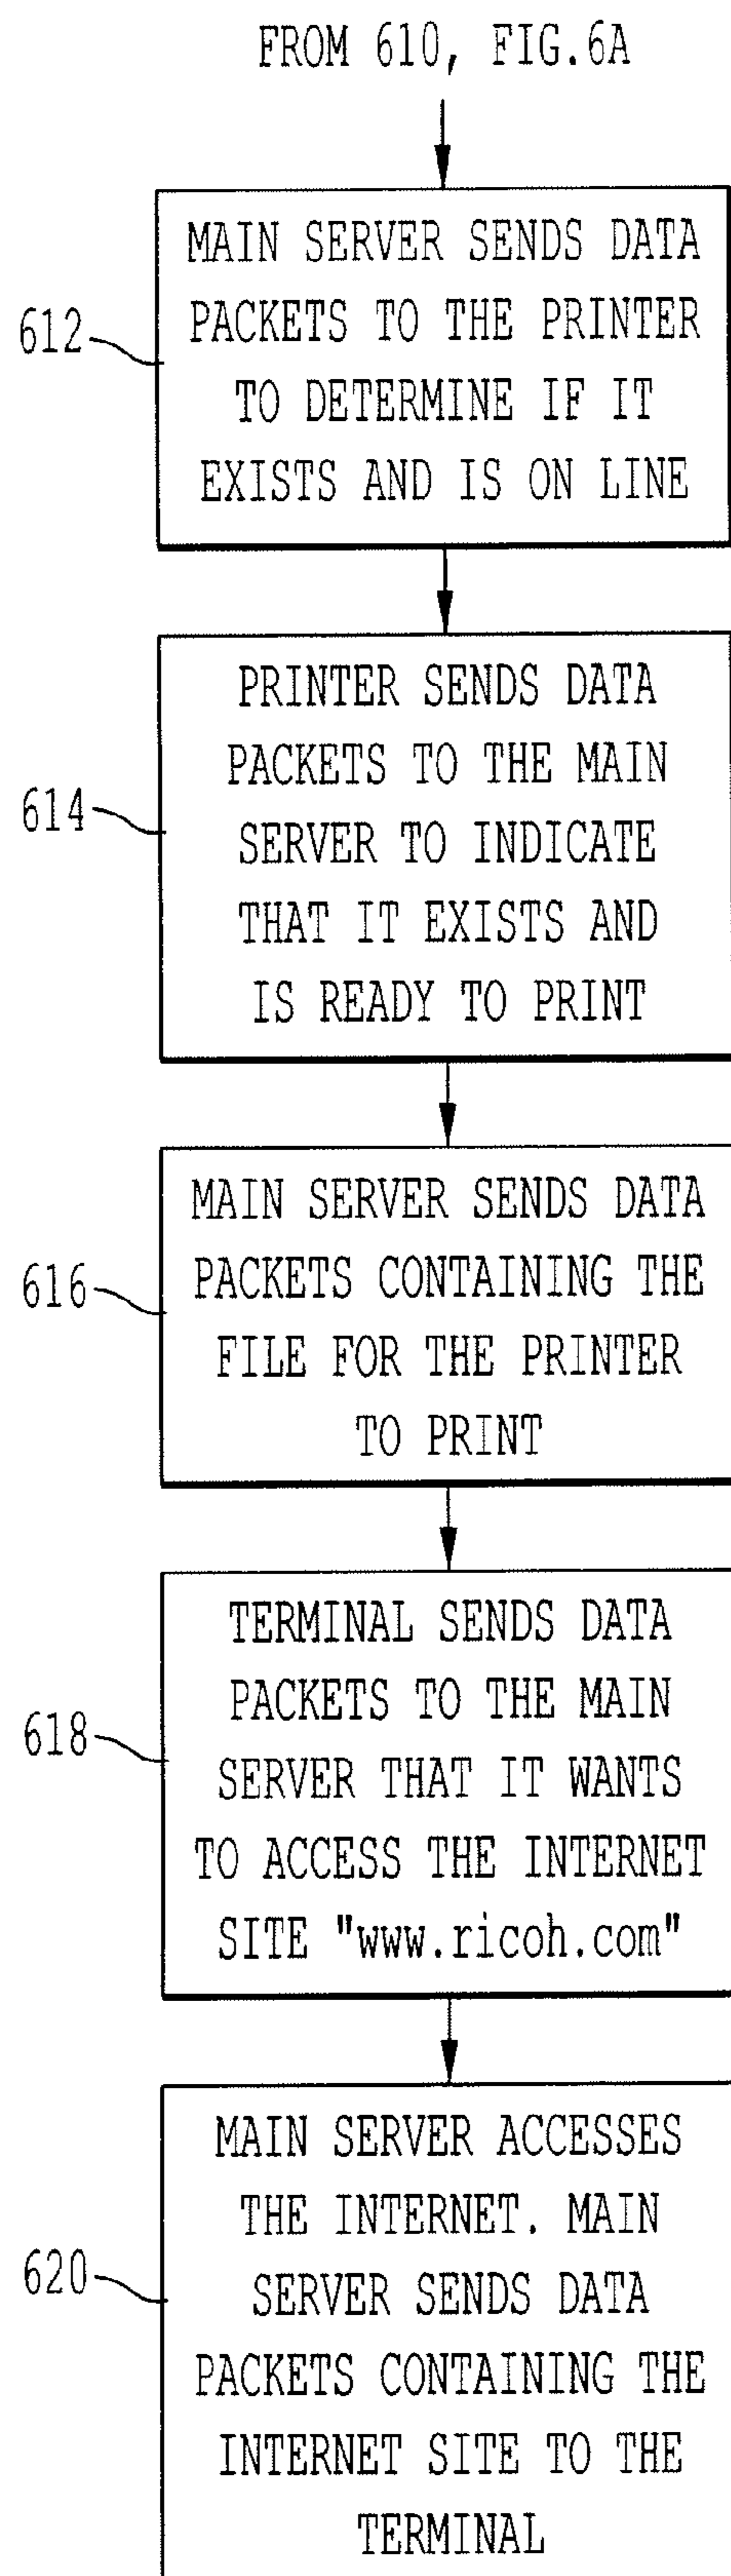 FROM 610, FIG.6A
MAIN SERVER SENDS DATA
PACKETS TO THE PRINTER
TO DETERMINE IF IT
EXISTS AND IS ON LINE
612
PRINTER SENDS DATA
PACKETS TO THE MAIN
SERVER TO INDICATE
THAT IT EXISTS AND
IS READY TO PRINT
614
MAIN SERVER SENDS DATA
PACKETS CONTAINING THE
FILE FOR THE PRINTER
TO PRINT
616
TERMINAL SENDS DATA
PACKETS TO THE MAIN
SERVER THAT IT WANTS
TO ACCESS THE INTERNET
SITE "www.ricoh.com"
618
MAIN SERVER ACCESSES
THE INTERNET. MAIN
SERVER SENDS DATA
PACKETS CONTAINING THE
INTERNET SITE TO THE
TERMINAL
620